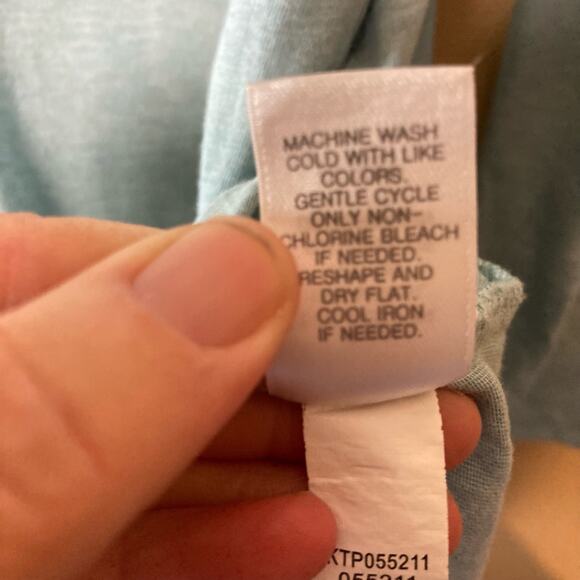 MACHINE WASH
COLD WITH LIKE
COLORS.
GENTLE CYCLE
ONLY NON-
CHLORINE BLEACH
IF NEEDED.
RESHAPE AND
DRY FLAT.
COOL IRON
IF NEEDED.
KTP055211
055211